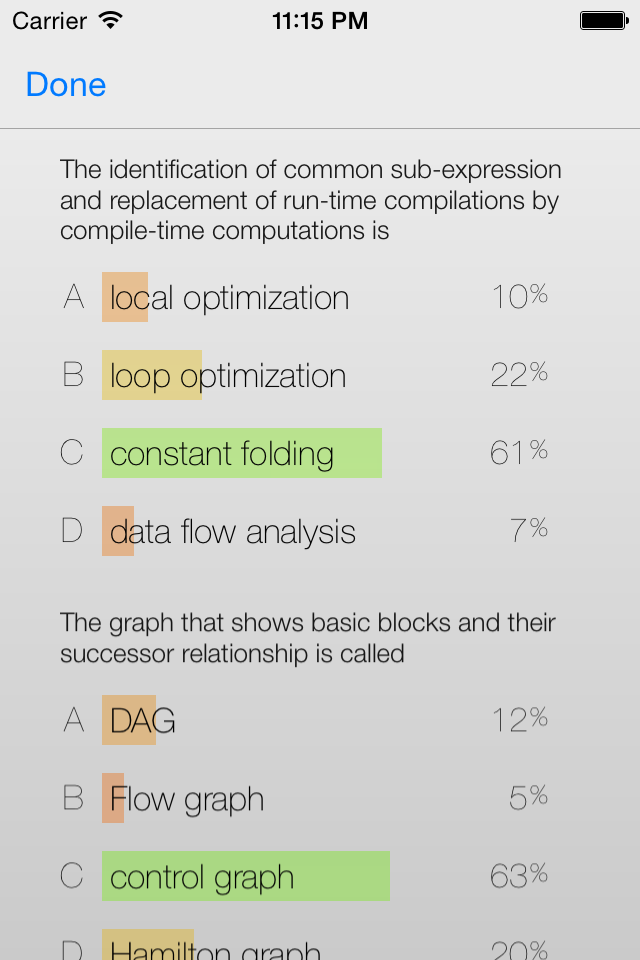 Carrier 11:15 PM
Done
The identification of common sub-expression
and replacement of run-time compilations by
compile-time computations is
A local optimization 10%
B loop optimization 22%
C constant folding 61%
D data flow analysis 7%
The graph that shows basic blocks and their
successor relationship is called
A DAG 12%
B Flow graph 5%
C control graph 63%
D Hamilton graph 20%